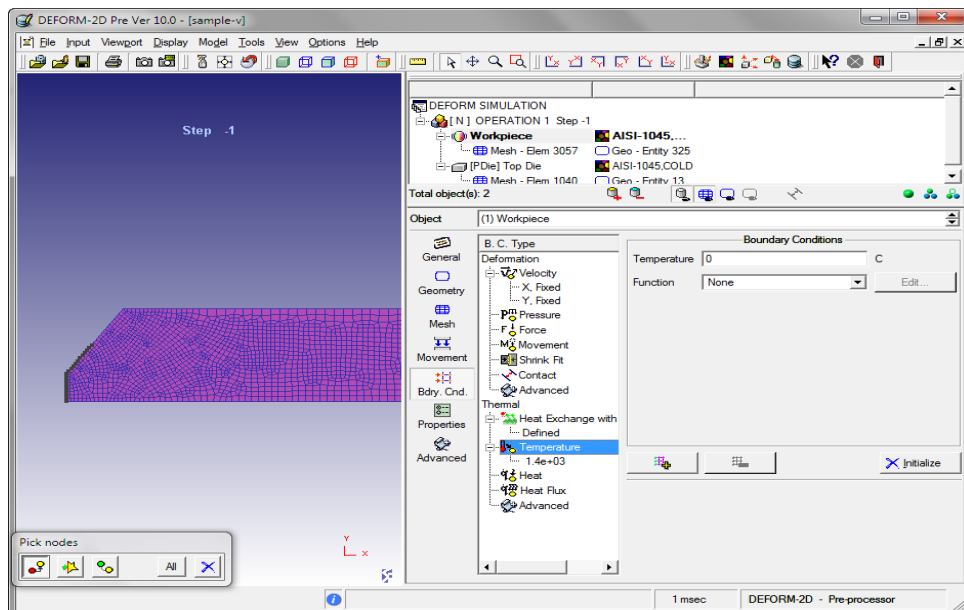 DEFORM-2D Pre Ver 10.0 - [sample-v]
File Input Viewport Display Model Tools View Options Help
Step -1
DEFORM SIMULATION
[ N ] OPERATION 1 Step -1
Workpiece AISI-1045,...
Mesh - Elem 3057 Geo - Entity 325
[PDie] Top Die AISI-1045,COLD
Mesh - Elem 1040 Geo - Entity 13
Total object(s): 2
Object (1) Workpiece
General
Geometry
Mesh
Movement
Bdry. Cnd.
Properties
Advanced
B. C. Type
Deformation
Velocity
X, Fixed
Y, Fixed
Pressure
Force
Movement
Shrink Fit
Contact
Advanced
Thermal
Heat Exchange with
Defined
Temperature
1.4e+03
Heat
Heat Flux
Advanced
Boundary Conditions
Temperature 0 C
Function None Edit...
Initialize
Pick nodes
All
Y
X
1 msec DEFORM-2D - Pre-processor